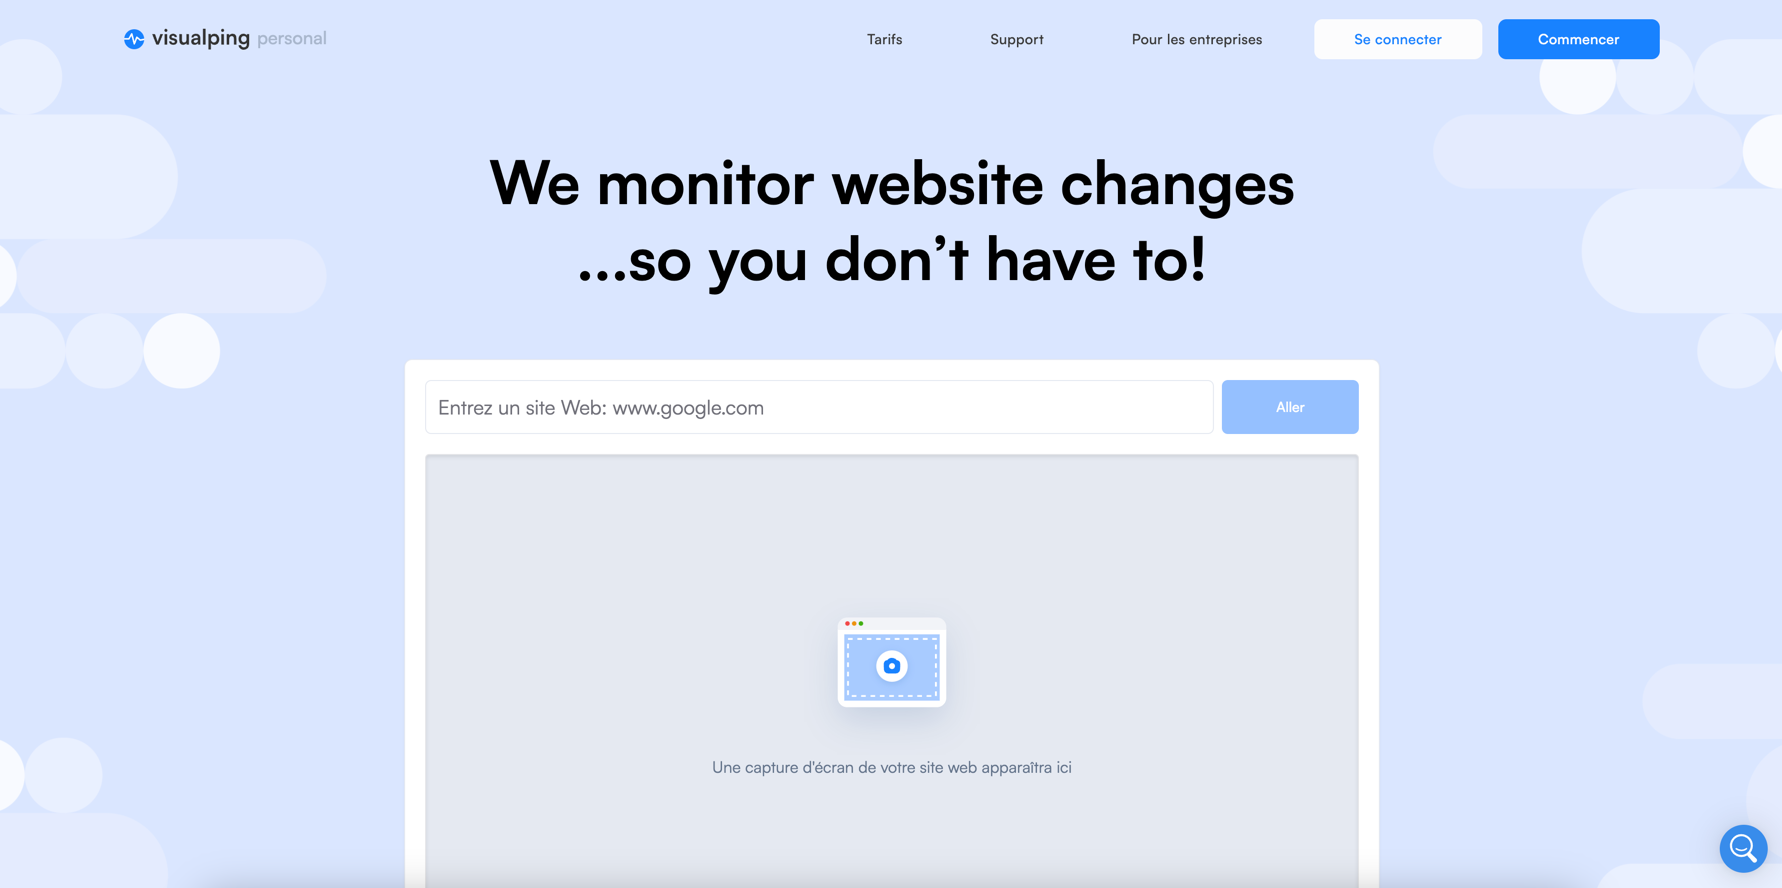 visualping personal
Tarifs
Support
Pour les entreprises
Se connecter
Commencer
We monitor website changes
...so you don’t have to!
Entrez un site Web: www.google.com
Aller
Une capture d'écran de votre site web apparaîtra ici